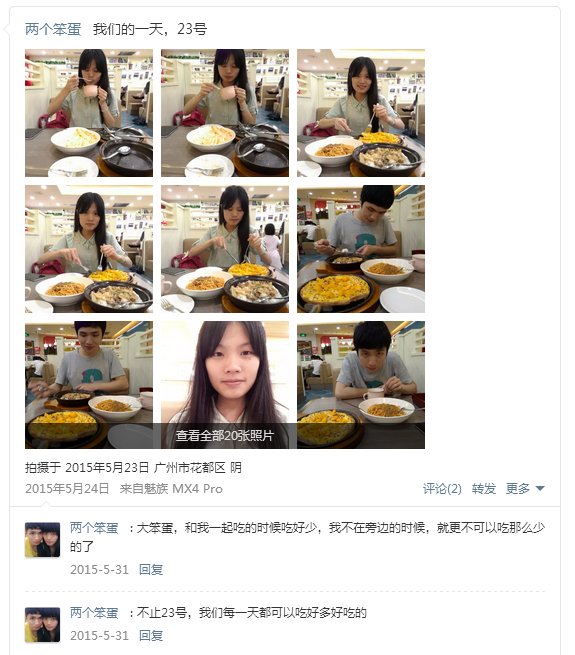 两个笨蛋 我们的一天，23号
查看全部20张照片
拍摄于 2015年5月23日 广州市花都区 阴
2015年5月24日 来自魅族 MX4 Pro 评论(2) 转发 更多
两个笨蛋 ：大笨蛋，和我一起吃的时候吃好少，我不在旁边的时候，就更不可以吃那么少
的了
2015-5-31 回复
两个笨蛋 ：不止23号，我们每一天都可以吃好多好吃的
2015-5-31 回复